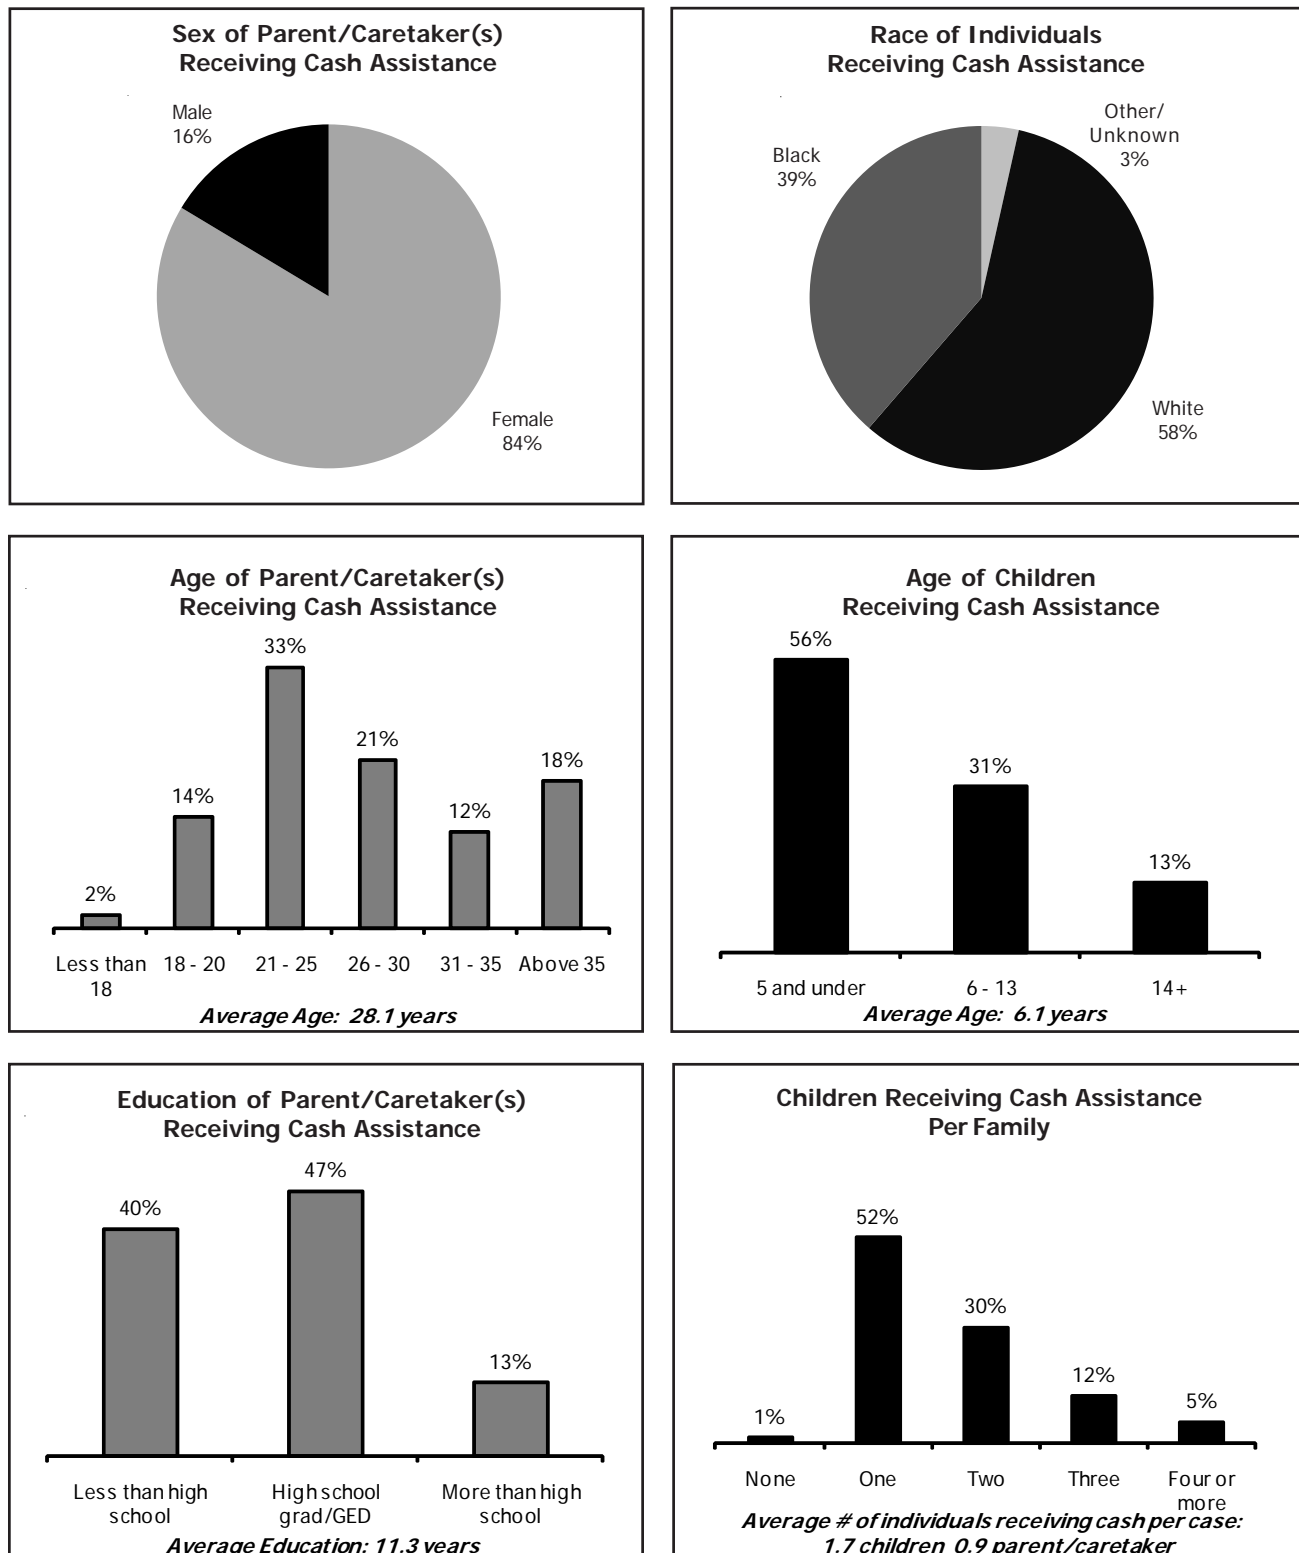 Sex of Parent/Caretaker(s)
Receiving Cash Assistance
Male
16%
Female
84%
Race of Individuals
Receiving Cash Assistance
Other/
Unknown
3%
Black
39%
White
58%
Age of Parent/Caretaker(s)
Receiving Cash Assistance
2%
14%
33%
21%
12%
18%
Less than
18
18 - 20
21 - 25
26 - 30
31 - 35
Above 35
Average Age: 28.1 years
Age of Children
Receiving Cash Assistance
56%
31%
13%
5 and under
6 - 13
14+
Average Age: 6.1 years
Education of Parent/Caretaker(s)
Receiving Cash Assistance
40%
47%
13%
Less than high
school
High school
grad/GED
More than high
school
Average Education: 11.3 years
Children Receiving Cash Assistance
Per Family
1%
52%
30%
12%
5%
None
One
Two
Three
Four or
more
Average # of individuals receiving cash per case:
1.7 children 0.9 parent/caretaker